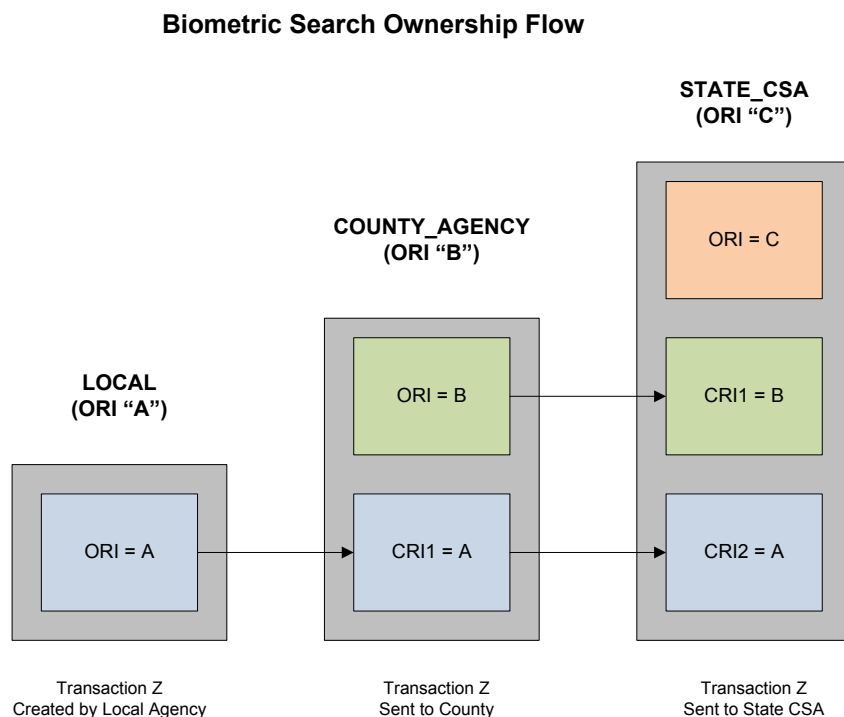 Biometric Search Ownership Flow
STATE_CSA
(ORI “C”)
ORI = C
COUNTY_AGENCY
(ORI “B”)
ORI = B
CRI1 = B
LOCAL
(ORI “A”)
ORI = A
CRI1 = A
CRI2 = A
Transaction Z
Created by Local Agency
Transaction Z
Sent to County
Transaction Z
Sent to State CSA